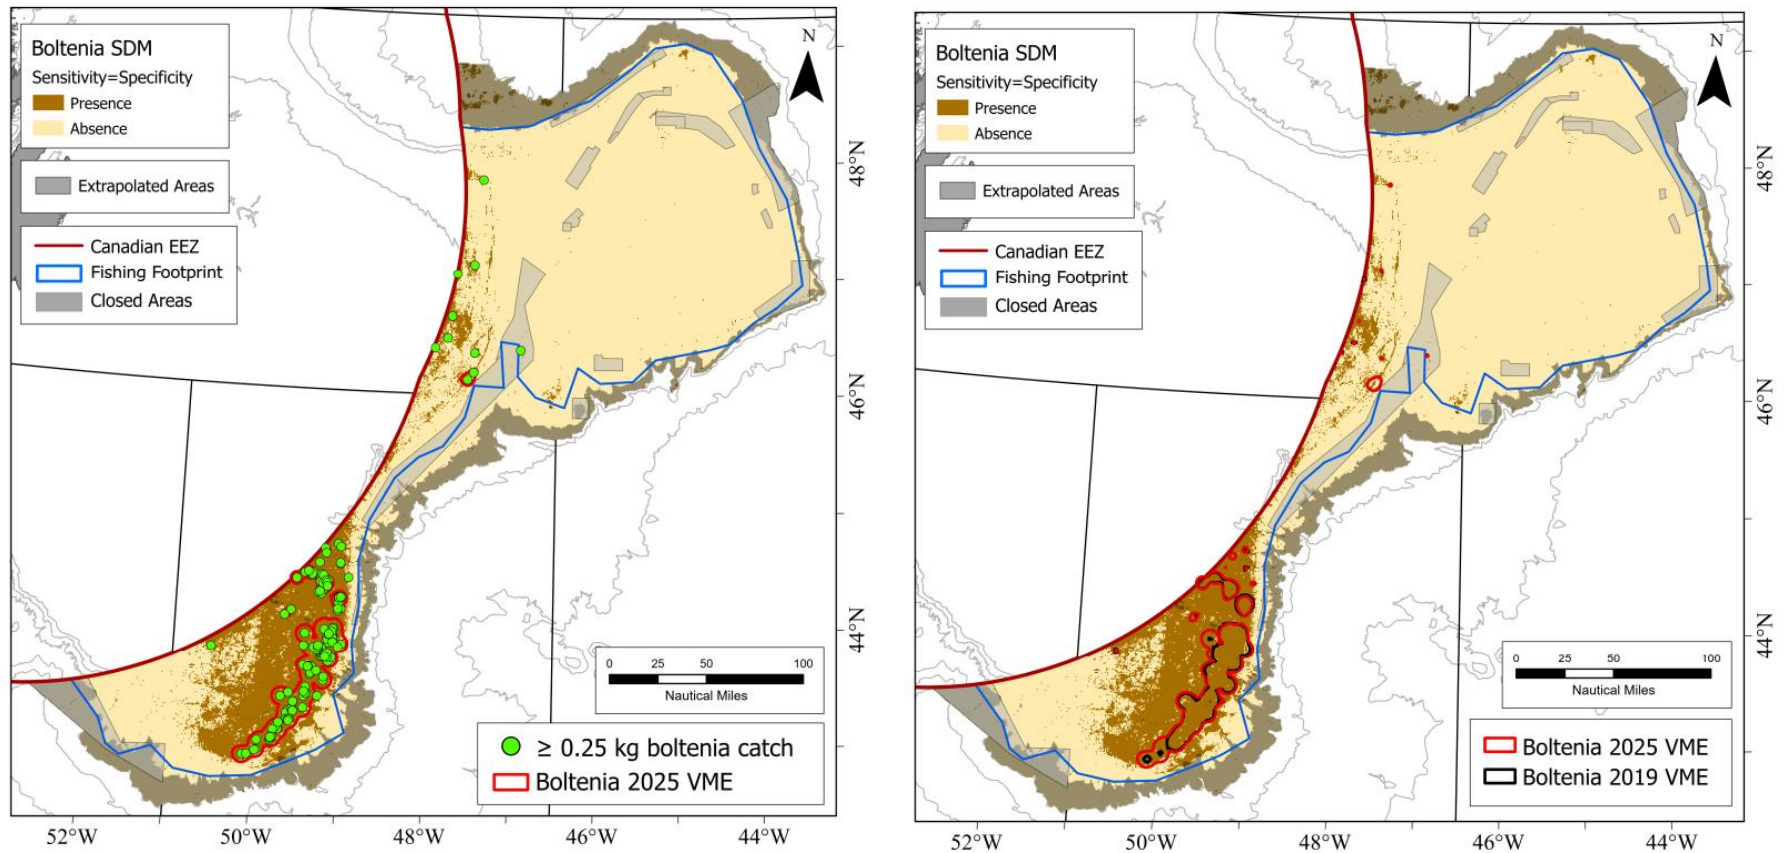 Boltenia SDM
Sensitivity=Specificity
Presence
Absence
Extrapolated Areas
Canadian EEZ
Fishing Footprint
Closed Areas
N
48°N
46°N
44°N
0 25 50 100
Nautical Miles
≥ 0.25 kg boltenia catch
Boltenia 2025 VME
52°W 50°W 48°W 46°W 44°W
Boltenia SDM
Sensitivity=Specificity
Presence
Absence
Extrapolated Areas
Canadian EEZ
Fishing Footprint
Closed Areas
N
48°N
46°N
44°N
0 25 50 100
Nautical Miles
Boltenia 2025 VME
Boltenia 2019 VME
52°W 50°W 48°W 46°W 44°W